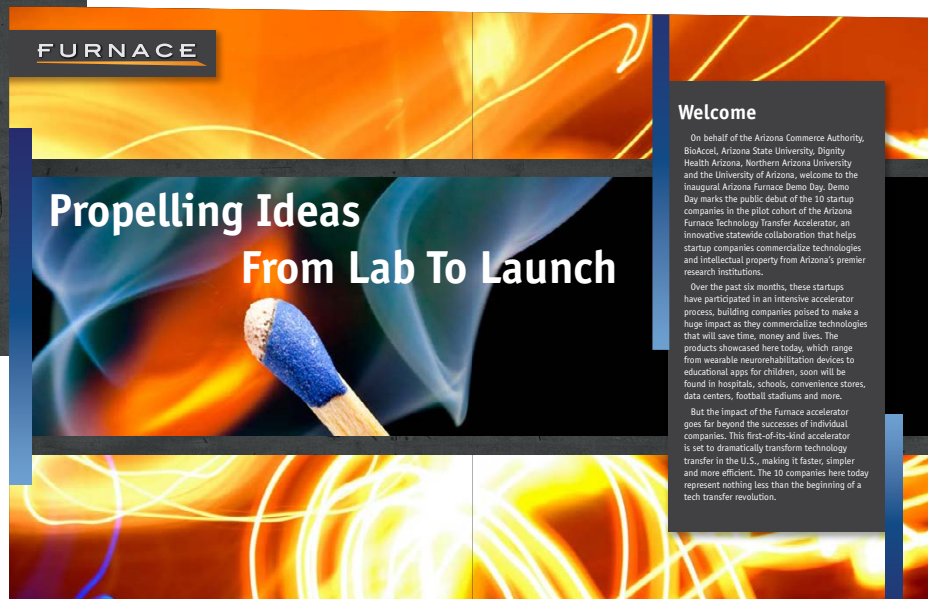 FURNACE
Propelling Ideas
From Lab To Launch
Welcome
On behalf of the Arizona Commerce Authority,
BioAccel, Arizona State University, Dignity
Health Arizona, Northern Arizona University
and the University of Arizona, welcome to the
inaugural Arizona Furnace Demo Day. Demo
Day marks the public debut of the 10 startup
companies in the pilot cohort of the Arizona
Furnace Technology Transfer Accelerator, an
innovative statewide collaboration that helps
startup companies commercialize technologies
and intellectual property from Arizona's premier
research institutions.
Over the past six months, these startups
have participated in an intensive accelerator
process, building companies poised to make a
huge impact as they commercialize technologies
that will save time, money and lives. The
products showcased here today, which range
from wearable neurorehabilitation devices to
educational apps for children, soon will be
found in hospitals, schools, convenience stores,
data centers, football stadiums and more.
But the impact of the Furnace accelerator
goes far beyond the successes of individual
companies. This first-of-its-kind accelerator
is set to dramatically transform technology
transfer in the U.S., making it faster, simpler
and more efficient. The 10 companies here today
represent nothing less than the beginning of a
tech transfer revolution.